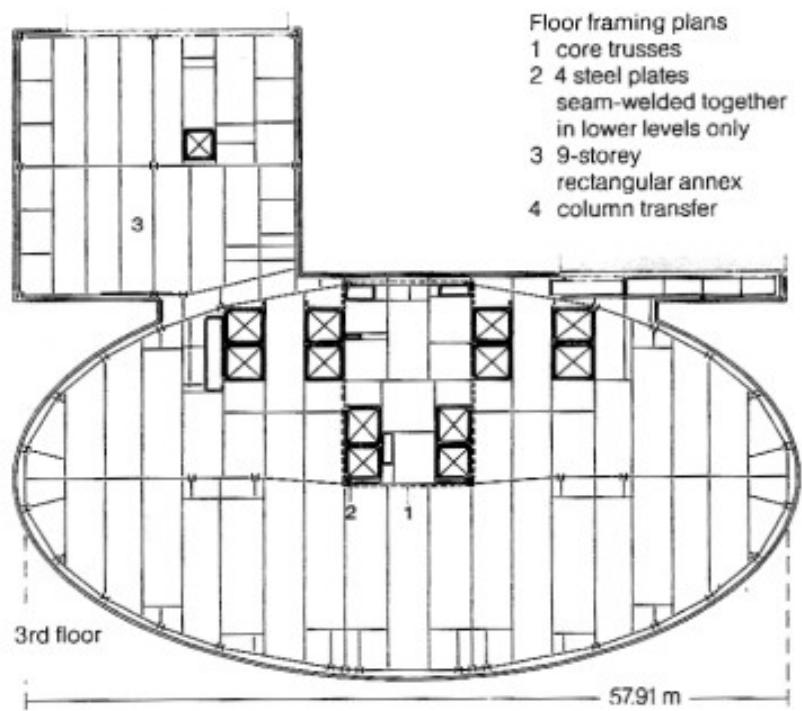 Floor framing plans
1 core trusses
2 4 steel plates
seam-welded together
in lower levels only
3 9-storey
rectangular annex
4 column transfer
3
2 1
3rd floor
57.91 m